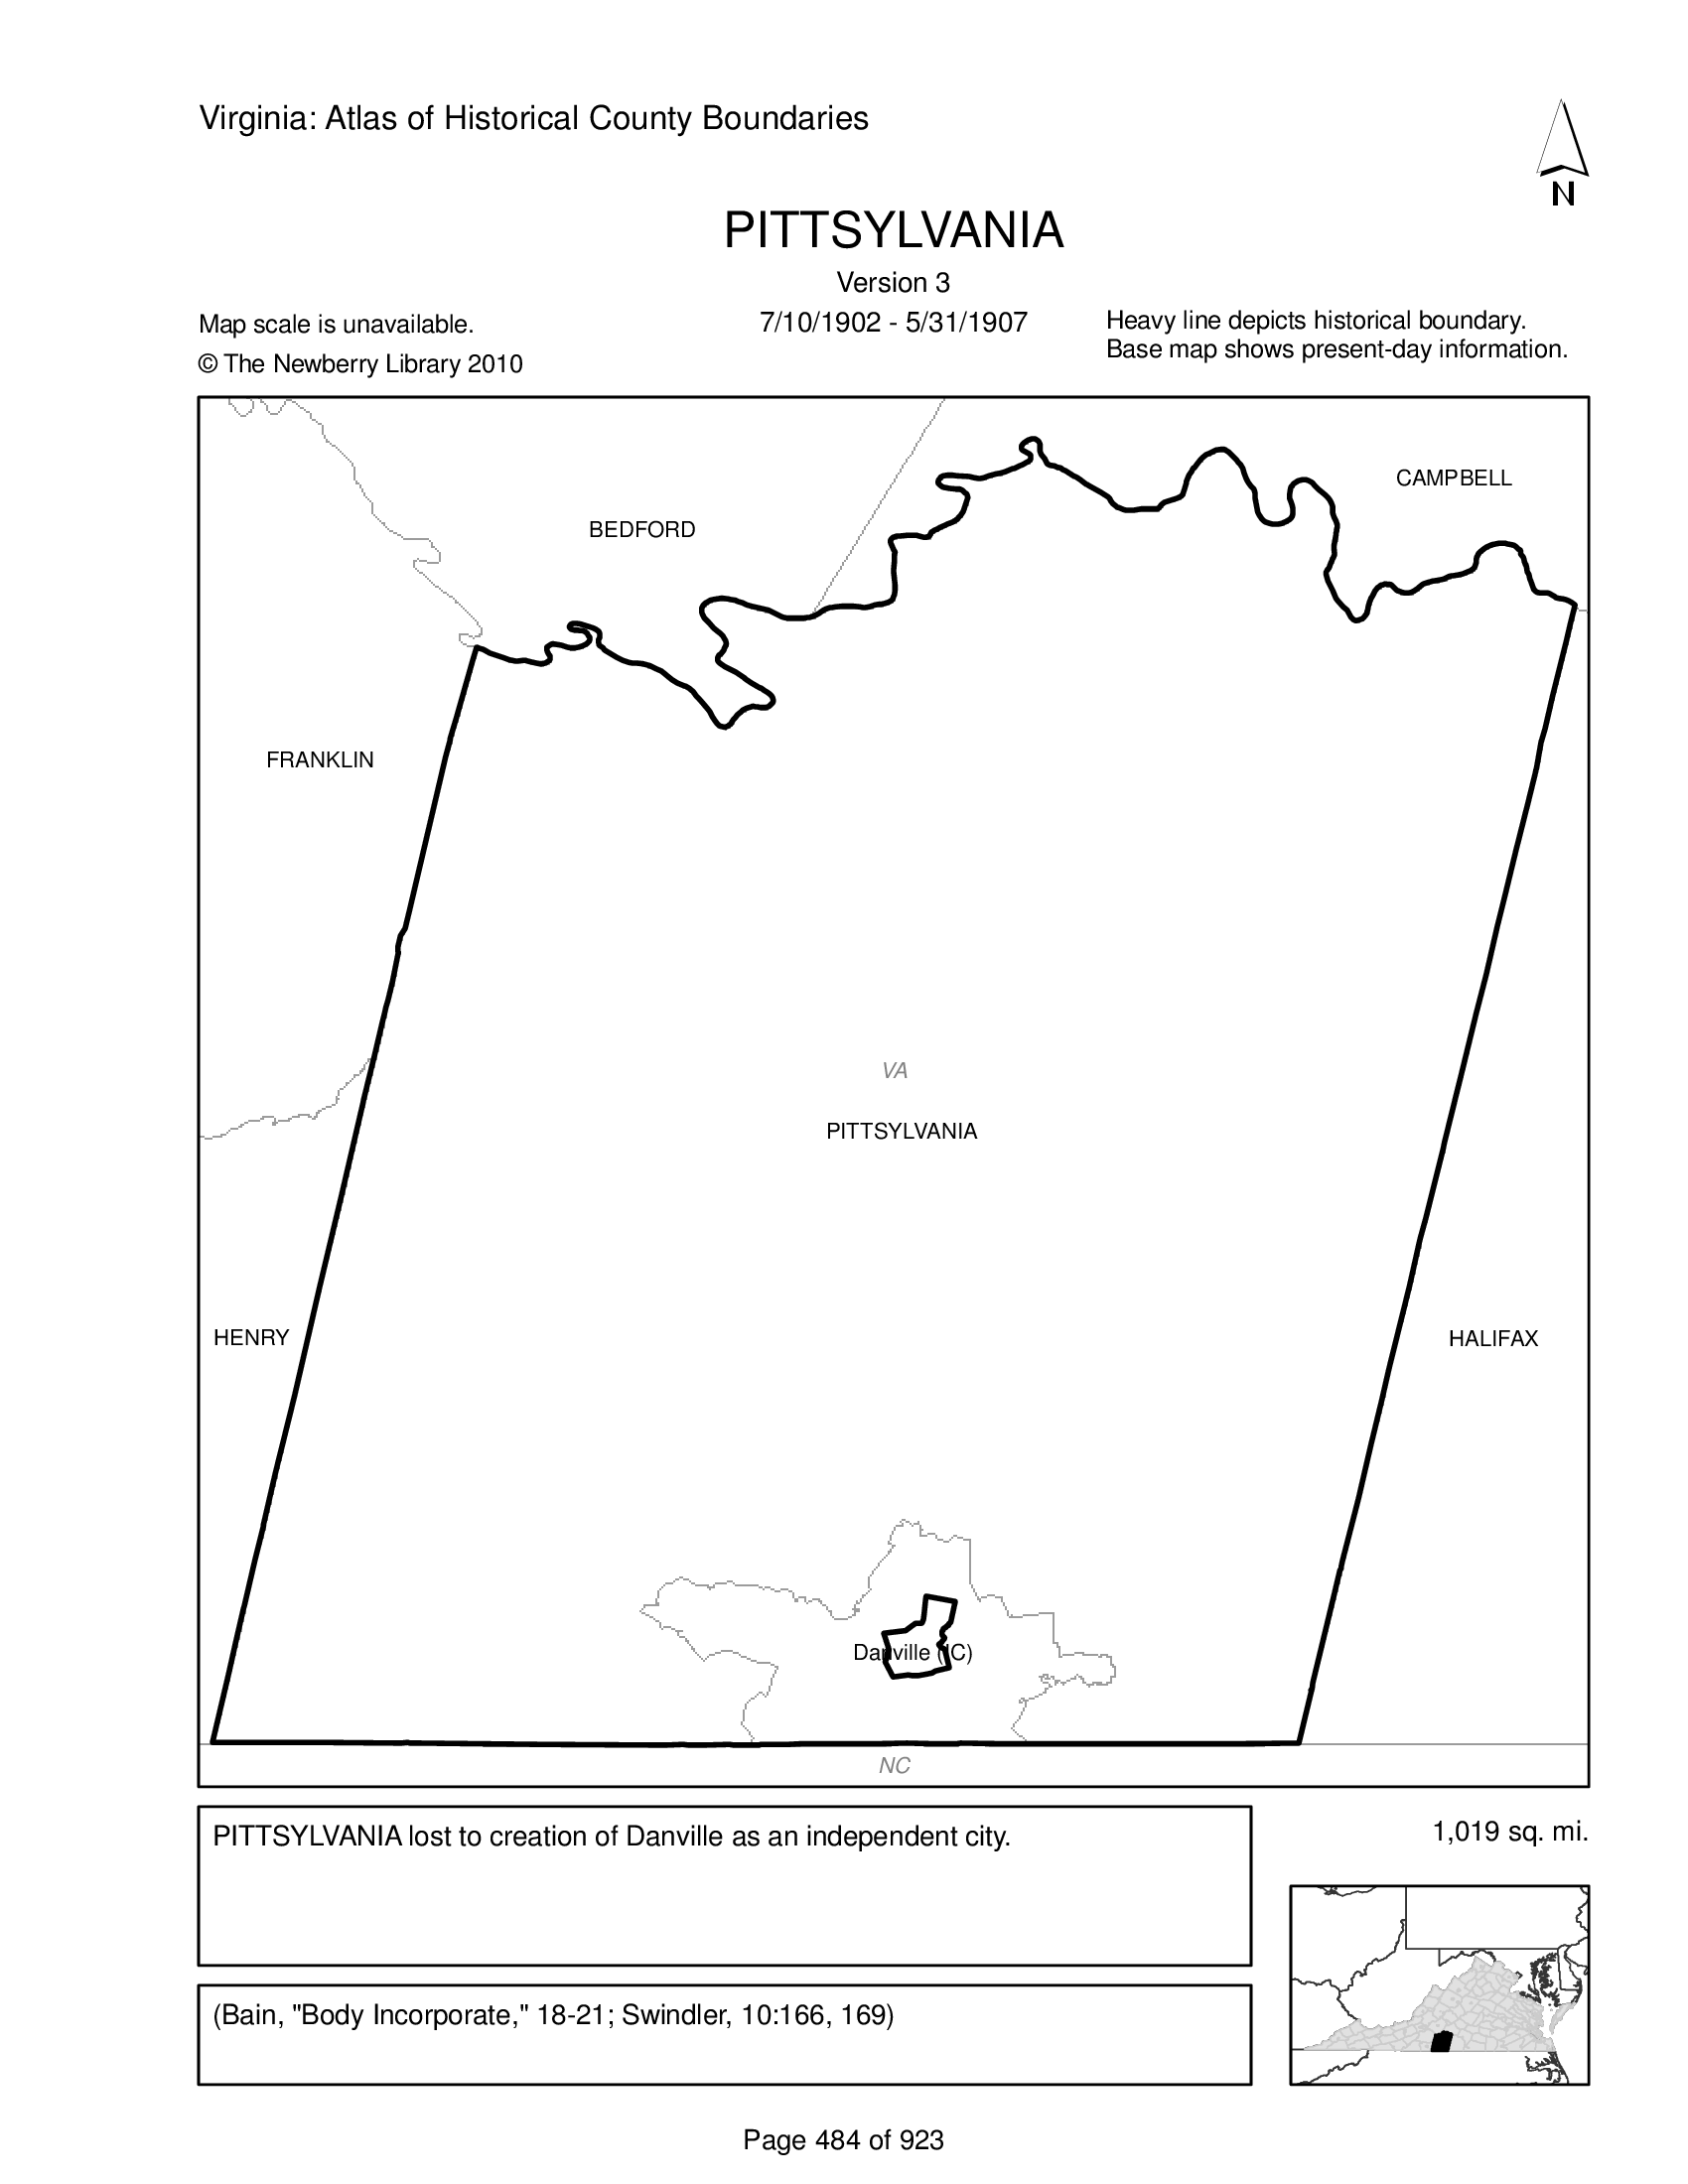 Virginia: Atlas of Historical County Boundaries
N
PITTSYLVANIA
Version 3
7/10/1902 - 5/31/1907
Map scale is unavailable.
© The Newberry Library 2010
Heavy line depicts historical boundary.
Base map shows present-day information.
CAMPBELL
BEDFORD
FRANKLIN
VA
PITTSYLVANIA
HENRY
HALIFAX
Danville (IC)
NC
PITTSYLVANIA lost to creation of Danville as an independent city.
1,019 sq. mi.
(Bain, "Body Incorporate," 18-21; Swindler, 10:166, 169)
Page 484 of 923